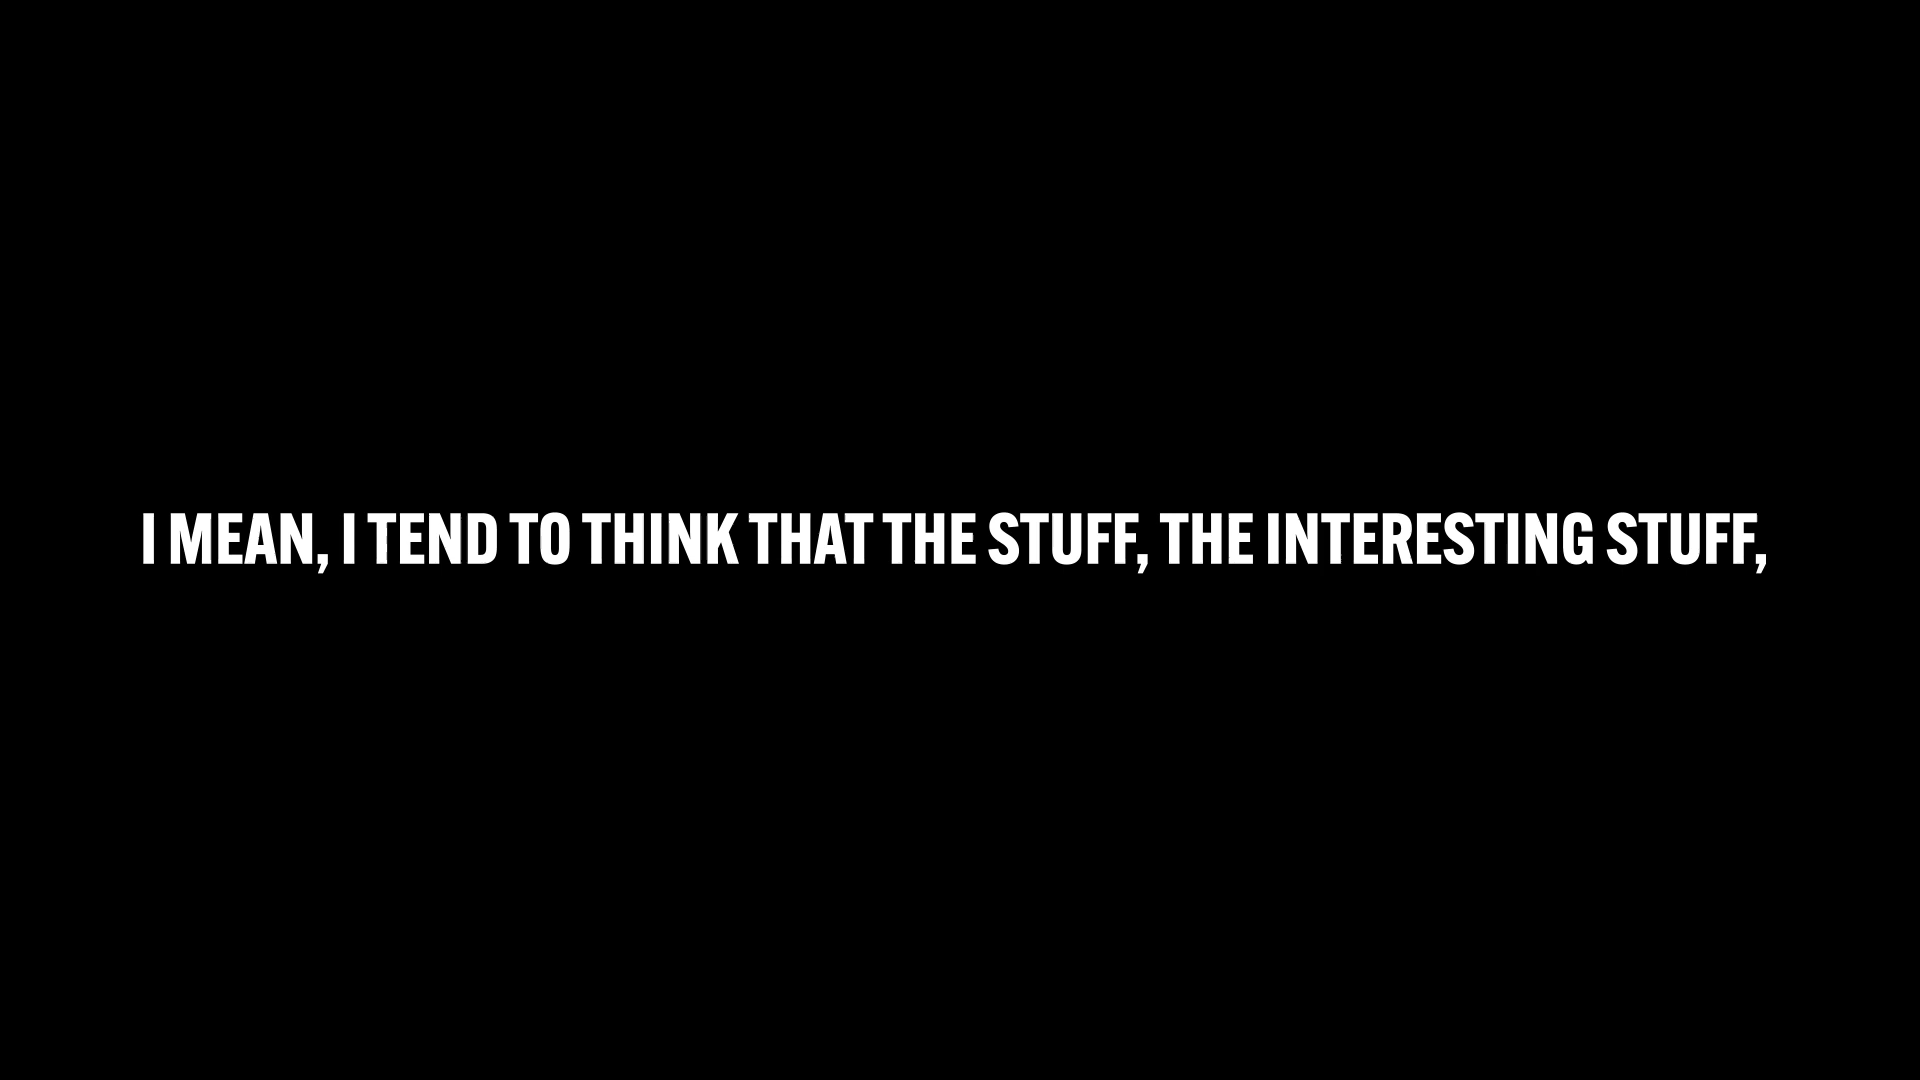 I MEAN, I TEND TO THINK THAT THE STUFF, THE INTERESTING STUFF,